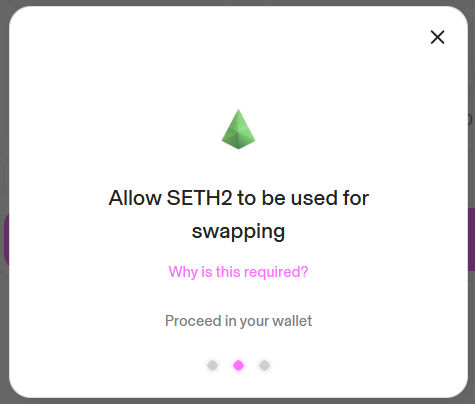 Allow SETH2 to be used for
swapping
Why is this required?
Proceed in your wallet